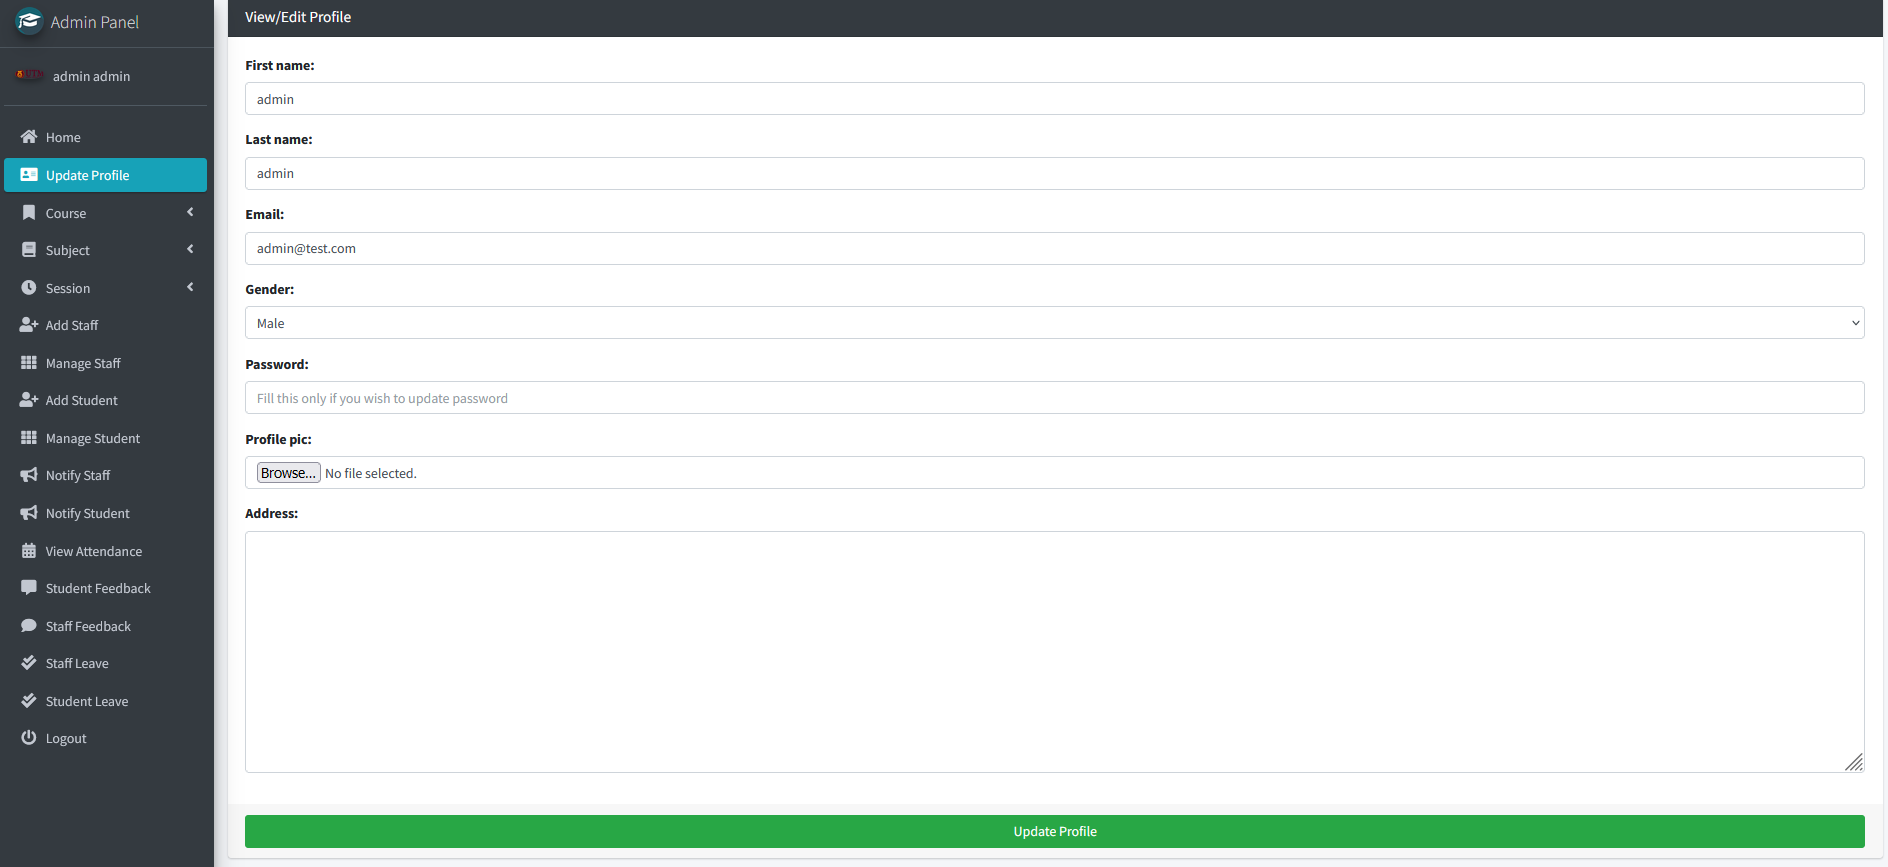 Admin Panel
admin admin
Home
Update Profile
Course
Subject
Session
Add Staff
Manage Staff
Add Student
Manage Student
Notify Staff
Notify Student
View Attendance
Student Feedback
Staff Feedback
Staff Leave
Student Leave
Logout
View/Edit Profile
First name:
admin
Last name:
admin
Email:
admin@test.com
Gender:
Male
Password:
Fill this only if you wish to update password
Profile pic:
Browse... No file selected.
Address:
Update Profile